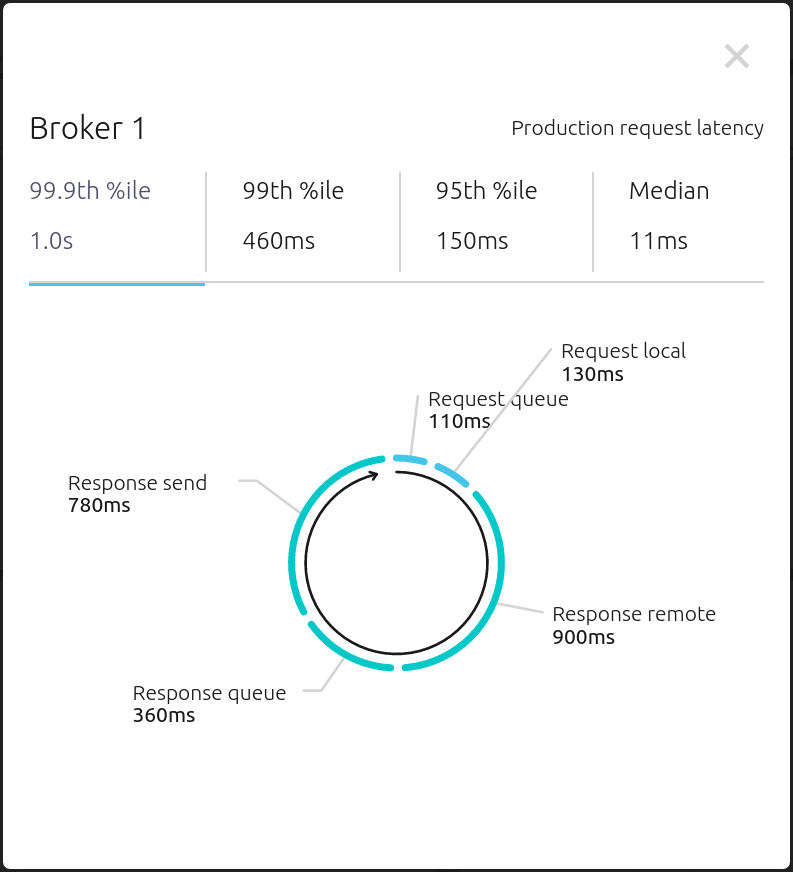 Broker 1
Production request latency
99.9th %ile
99th %ile
95th %ile
Median
1.0s
460ms
150ms
11ms
Request local
130ms
Request queue
110ms
Response send
780ms
Response remote
900ms
Response queue
360ms